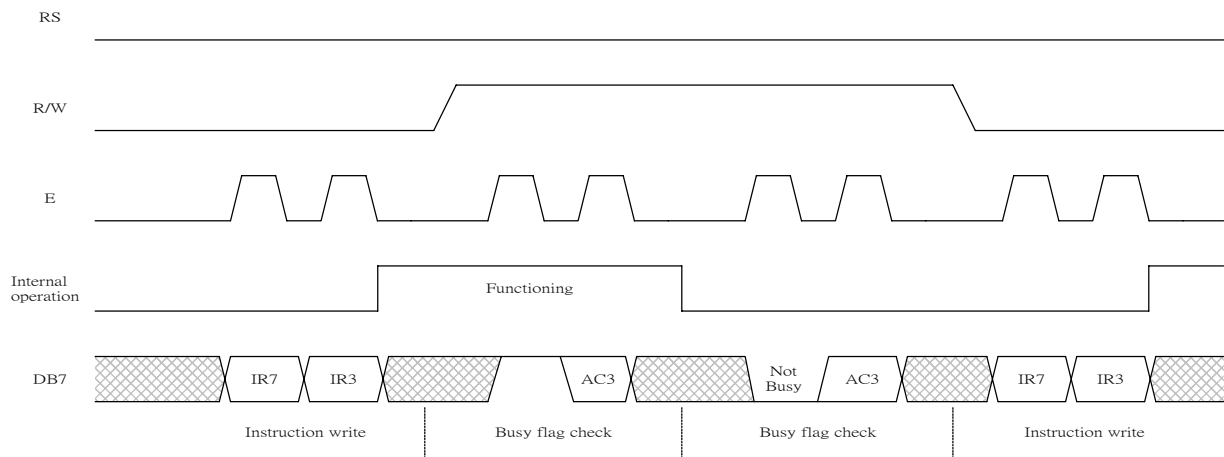 RS
R/W
E
Internal
operation
Functioning
DB7
IR7
IR3
AC3
Not
Busy
AC3
IR7
IR3
Instruction write
Busy flag check
Busy flag check
Instruction write